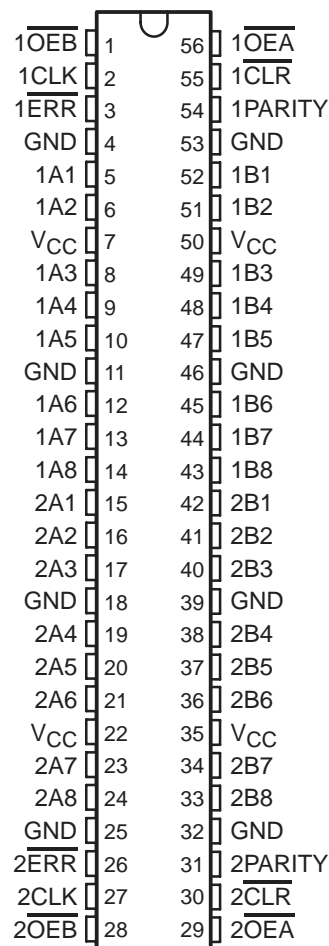 1OEB 1 56 1OEA
1CLK 2 55 1CLR
1ERR 3 54 1PARITY
GND 4 53 GND
1A1 5 52 1B1
1A2 6 51 1B2
VCC 7 50 VCC
1A3 8 49 1B3
1A4 9 48 1B4
1A5 10 47 1B5
GND 11 46 GND
1A6 12 45 1B6
1A7 13 44 1B7
1A8 14 43 1B8
2A1 15 42 2B1
2A2 16 41 2B2
2A3 17 40 2B3
GND 18 39 GND
2A4 19 38 2B4
2A5 20 37 2B5
2A6 21 36 2B6
VCC 22 35 VCC
2A7 23 34 2B7
2A8 24 33 2B8
GND 25 32 GND
2ERR 26 31 2PARITY
2CLK 27 30 2CLR
2OEB 28 29 2OEA